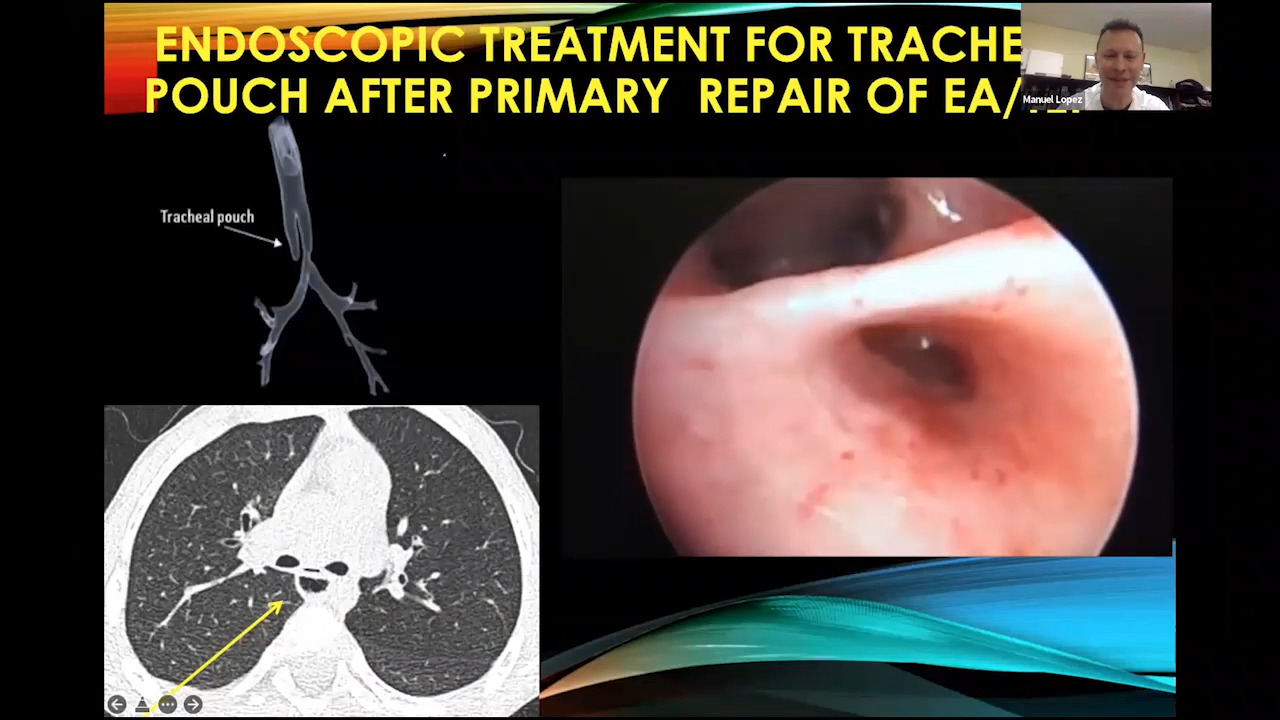 ENDOSCOPIC TREATMENT FOR TRACHE
POUCH AFTER PRIMARY REPAIR OF EA/
Manuel Lopez
Tracheal pouch